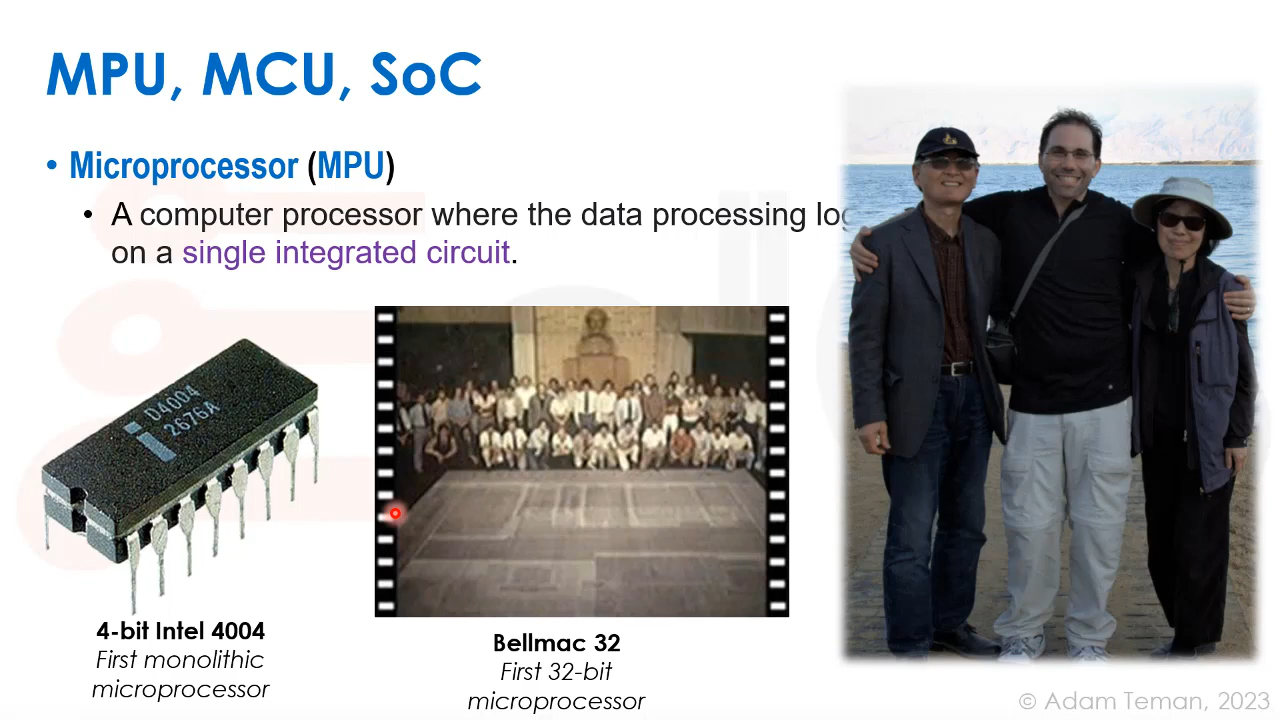 MPU, MCU, SoC
• Microprocessor (MPU)
• A computer processor where the data processing
on a single integrated circuit.
D4004
2676A
4-bit Intel 4004
First monolithic
microprocessor
Bellmac 32
First 32-bit
microprocessor
© Adam Teman, 2023